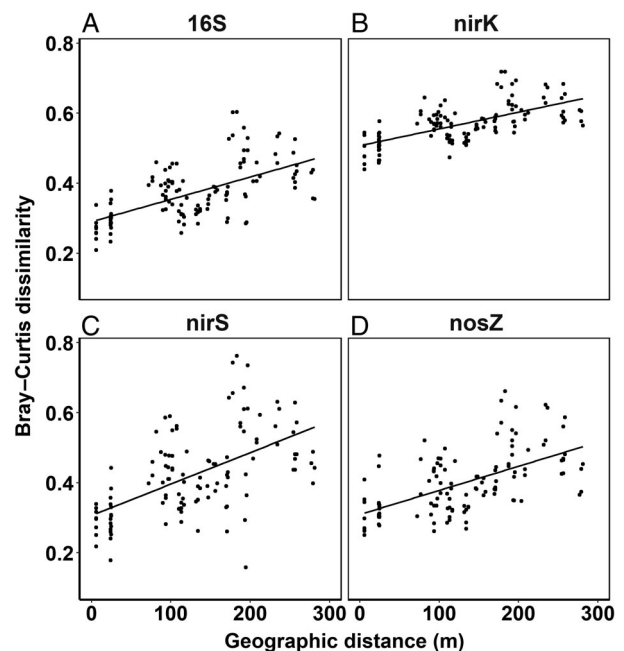 A 16S
B nirK
0.8
0.6
0.4
0.2
C nirS
D nosZ
0.8
0.6
0.4
0.2
Bray–Curtis dissimilarity
0 100 200 300
0 100 200 300
Geographic distance (m)